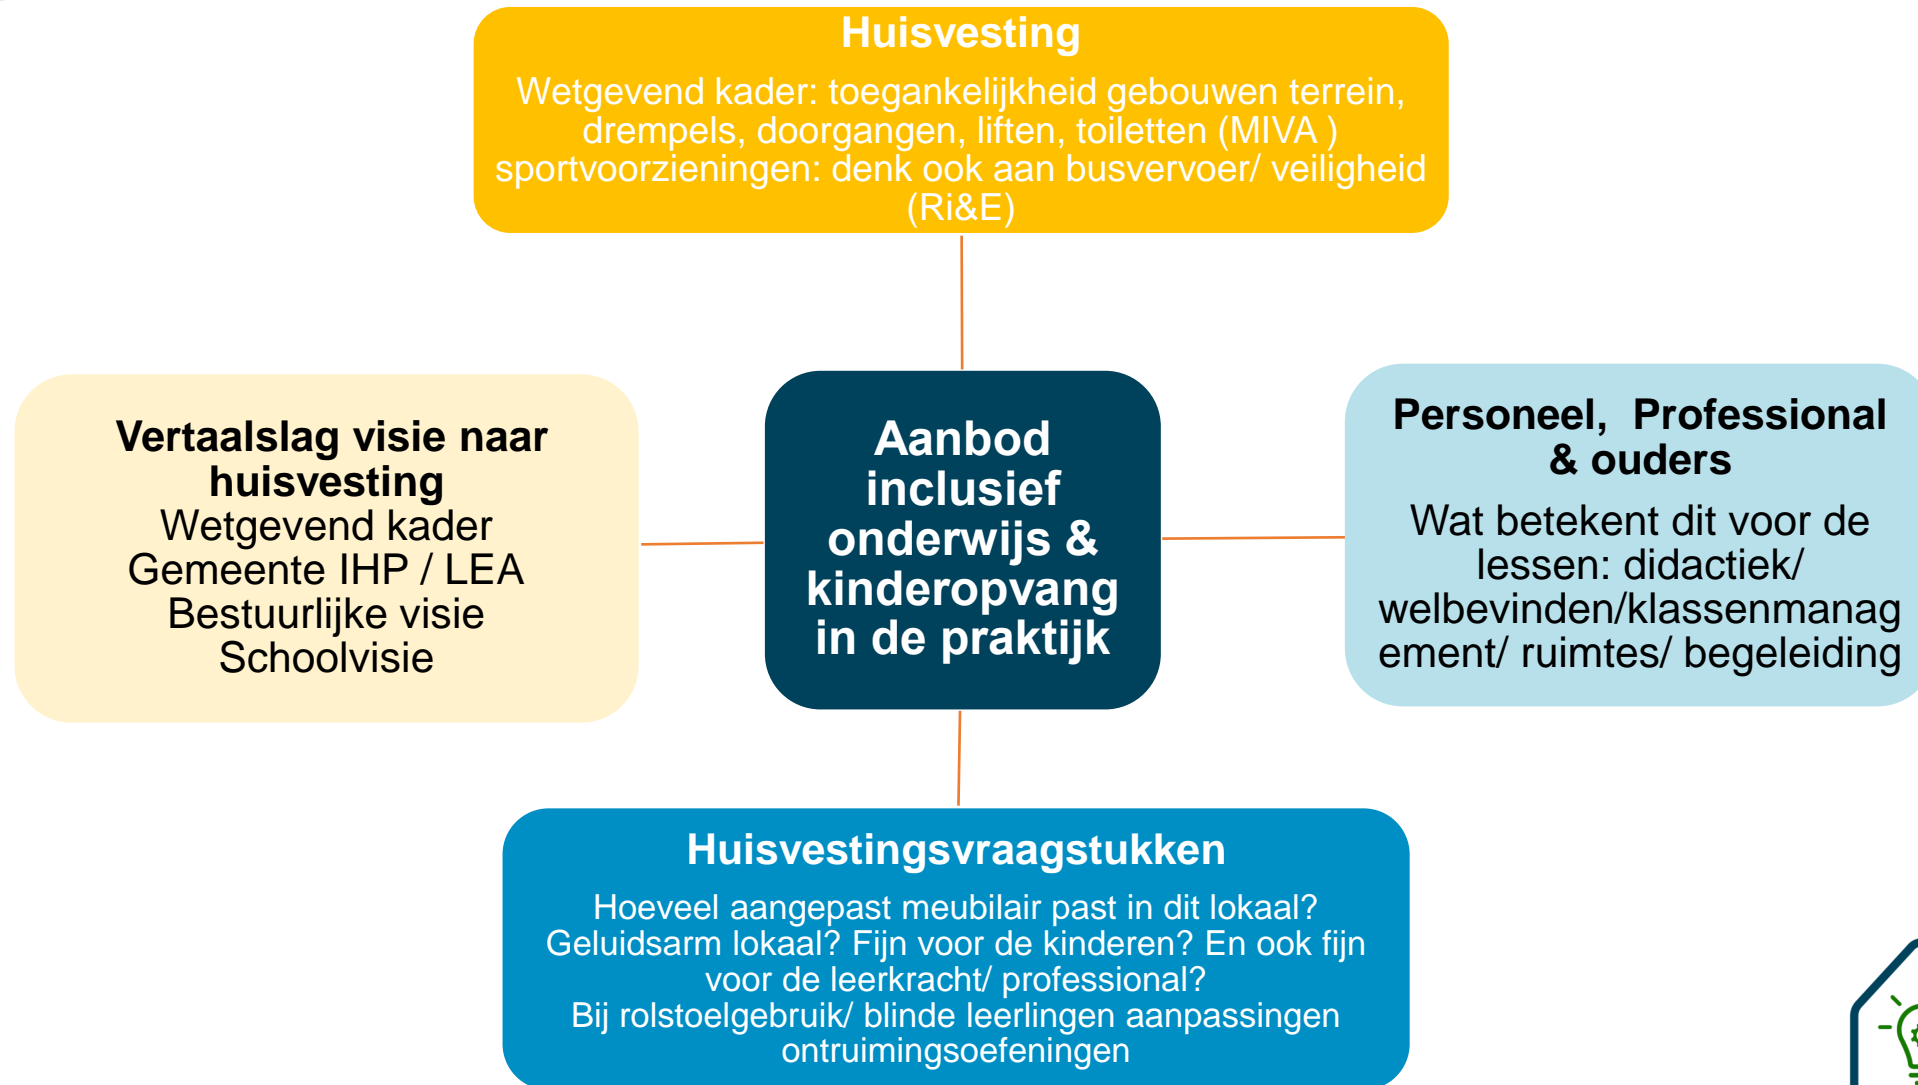 Huisvesting
Wetgevend kader: toegankelijkheid gebouwen terrein,
drempels, doorgangen, liften, toiletten (MIVA )
sportvoorzieningen: denk ook aan busvervoer/ veiligheid
(Ri&E)
Vertaalslag visie naar
huisvesting
Wetgevend kader
Gemeente IHP / LEA
Bestuurlijke visie
Schoolvisie
Aanbod
inclusief
onderwijs &
kinderopvang
in de praktijk
Personeel,  Professional
& ouders
Wat betekent dit voor de
lessen: didactiek/
welbevinden/klassenmanag
ement/ ruimtes/ begeleiding
Huisvestingsvraagstukken
Hoeveel aangepast meubilair past in dit lokaal?
Geluidsarm lokaal? Fijn voor de kinderen? En ook fijn
voor de leerkracht/ professional?
Bij rolstoelgebruik/ blinde leerlingen aanpassingen
ontruimingsoefeningen